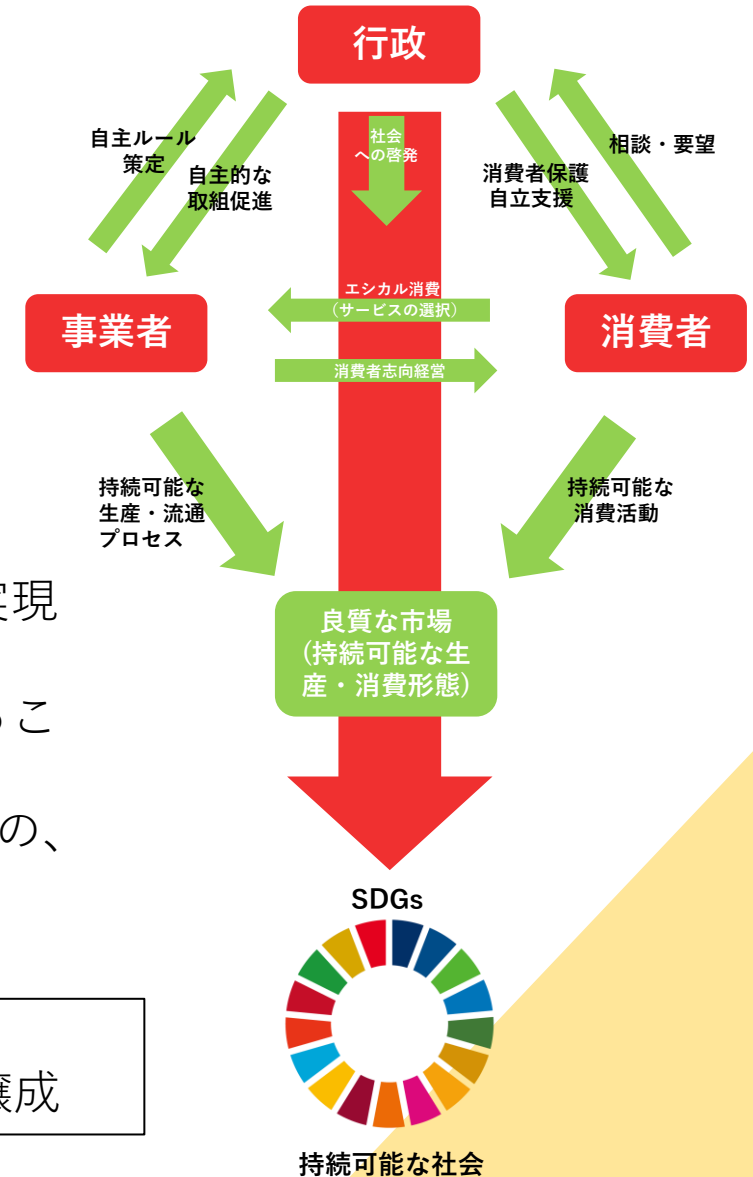 行政
自主ルール
策定
自主的な
取組促進
社会
への啓発
消費者保護
自立支援
相談・要望
事業者
エシカル消費
（サービスの選択）
消費者志向経営
消費者
持続可能な
生産・流通
プロセス
持続可能な
消費活動
良質な市場
(持続可能な生
産・消費形態)
SDGs
持続可能な社会
実現
こ
の、
醸成